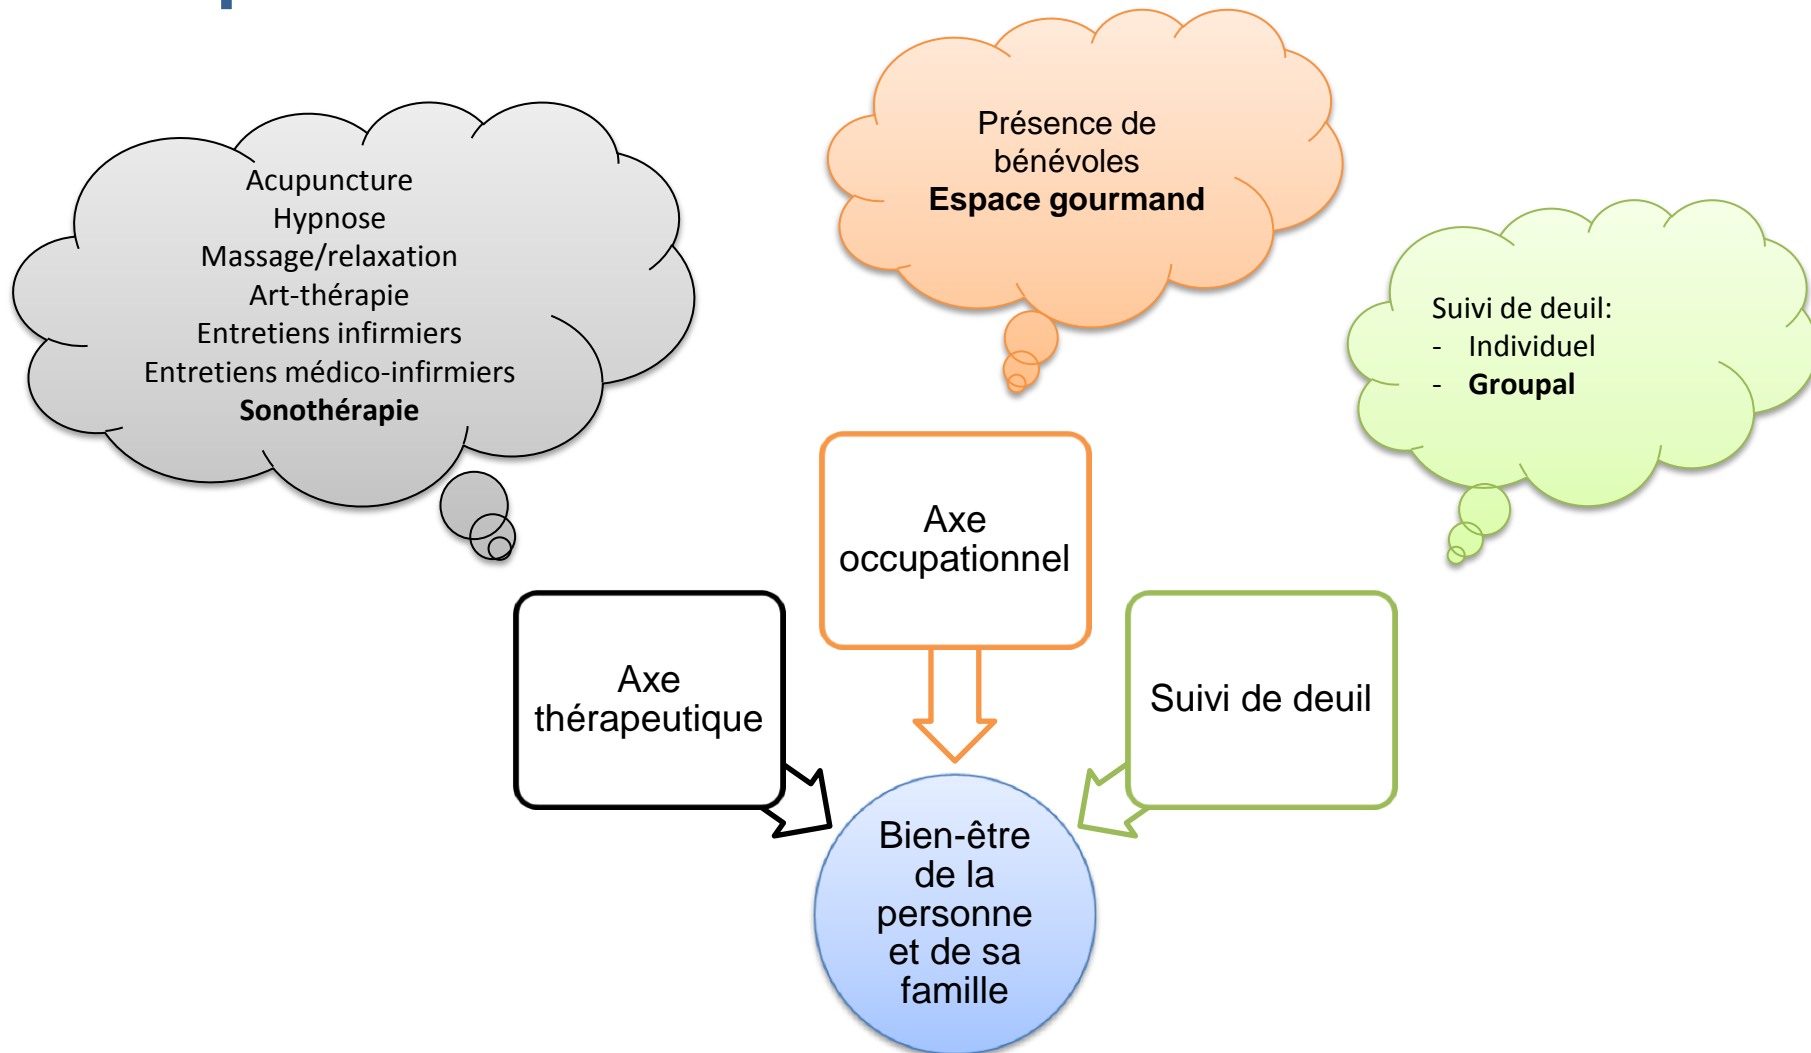 Acupuncture
Hypnose
Massage/relaxation
Art-thérapie
Entretiens infirmiers
Entretiens médico-infirmiers
Sonothérapie
Présence de
bénévoles
Espace gourmand
Suivi de deuil:
- Individuel
- Groupal
Axe
thérapeutique
Axe
occupationnel
Suivi de deuil
Bien-être
de la
personne
et de sa
famille